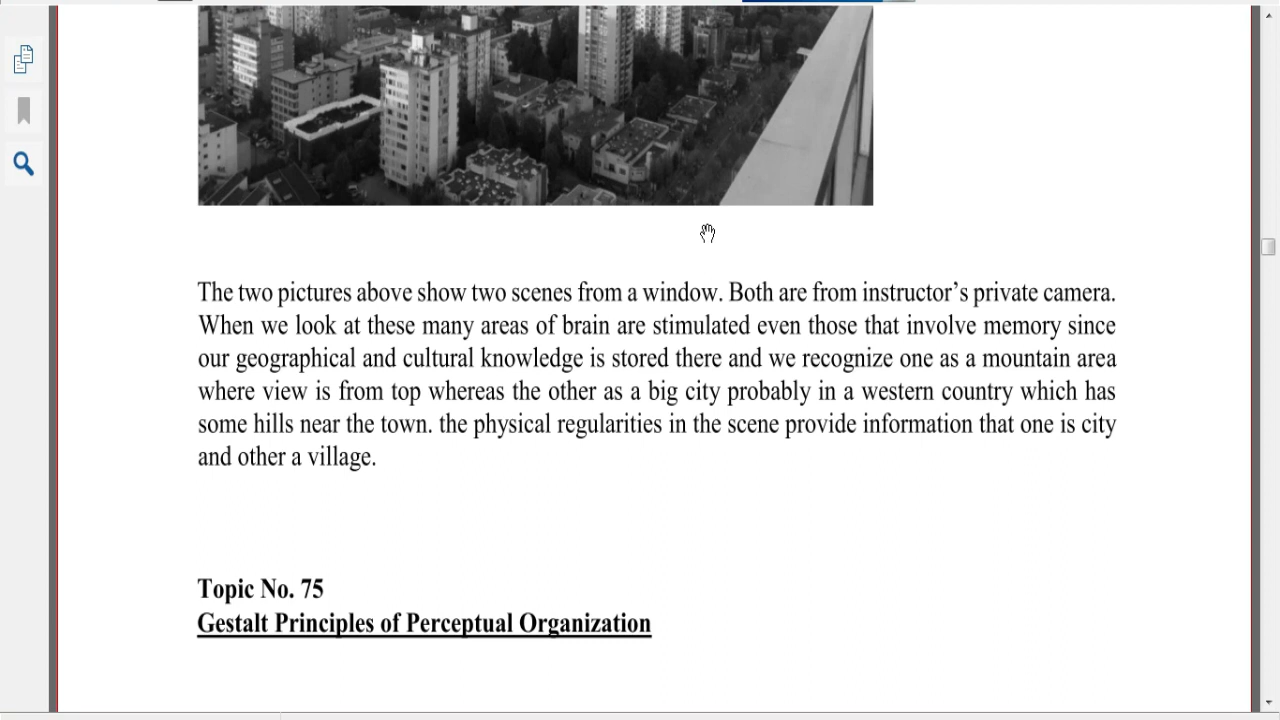 The two pictures above show two scenes from a window. Both are from instructor’s private camera.
When we look at these many areas of brain are stimulated even those that involve memory since
our geographical and cultural knowledge is stored there and we recognize one as a mountain area
where view is from top whereas the other as a big city probably in a western country which has
some hills near the town. the physical regularities in the scene provide information that one is city
and other a village.
Topic No. 75
Gestalt Principles of Perceptual Organization